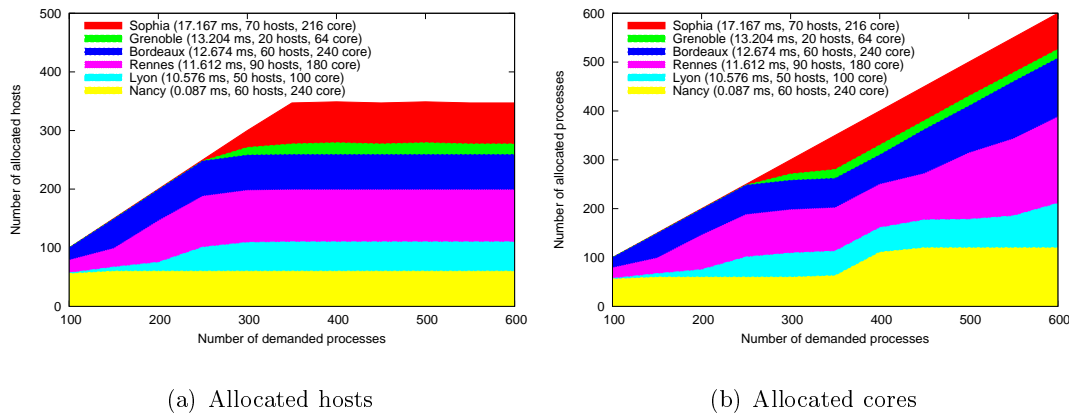 500
400
300
200
100
0
Number of allocated hosts
Sophia (17.167 ms, 70 hosts, 216 core)
Grenoble (13.204 ms, 20 hosts, 64 core)
Bordeaux (12.674 ms, 60 hosts, 240 core)
Rennes (11.612 ms, 90 hosts, 180 core)
Lyon (10.576 ms, 50 hosts, 100 core)
Nancy (0.087 ms, 60 hosts, 240 core)
100 200 300 400 500 600
Number of demanded processes
(a) Allocated hosts
600
500
400
300
200
100
0
Number of allocated processes
Sophia (17.167 ms, 70 hosts, 216 core)
Grenoble (13.204 ms, 20 hosts, 64 core)
Bordeaux (12.674 ms, 60 hosts, 240 core)
Rennes (11.612 ms, 90 hosts, 180 core)
Lyon (10.576 ms, 50 hosts, 100 core)
Nancy (0.087 ms, 60 hosts, 240 core)
100 200 300 400 500 600
Number of demanded processes
(b) Allocated cores